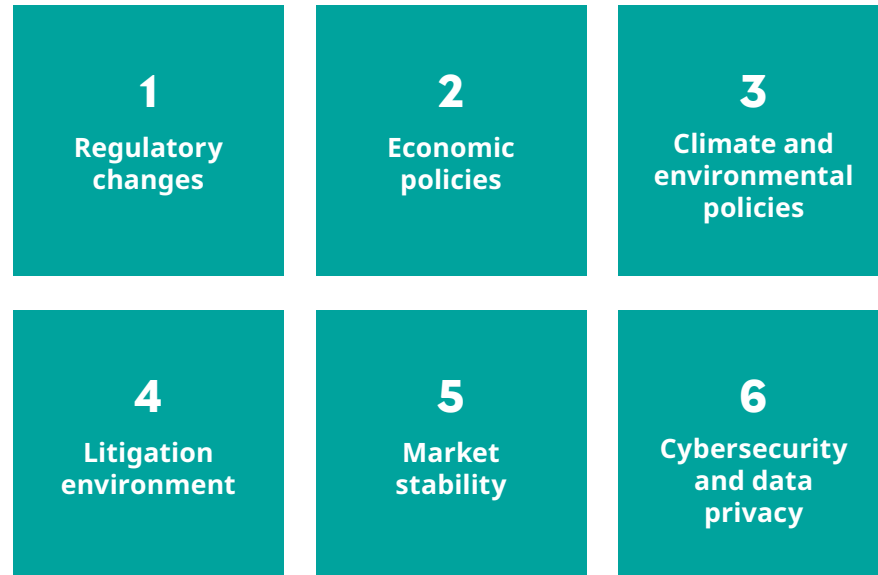 1
Regulatory
changes
2
Economic
policies
3
Climate and
environmental
policies
4
Litigation
environment
5
Market
stability
6
Cybersecurity
and data
privacy